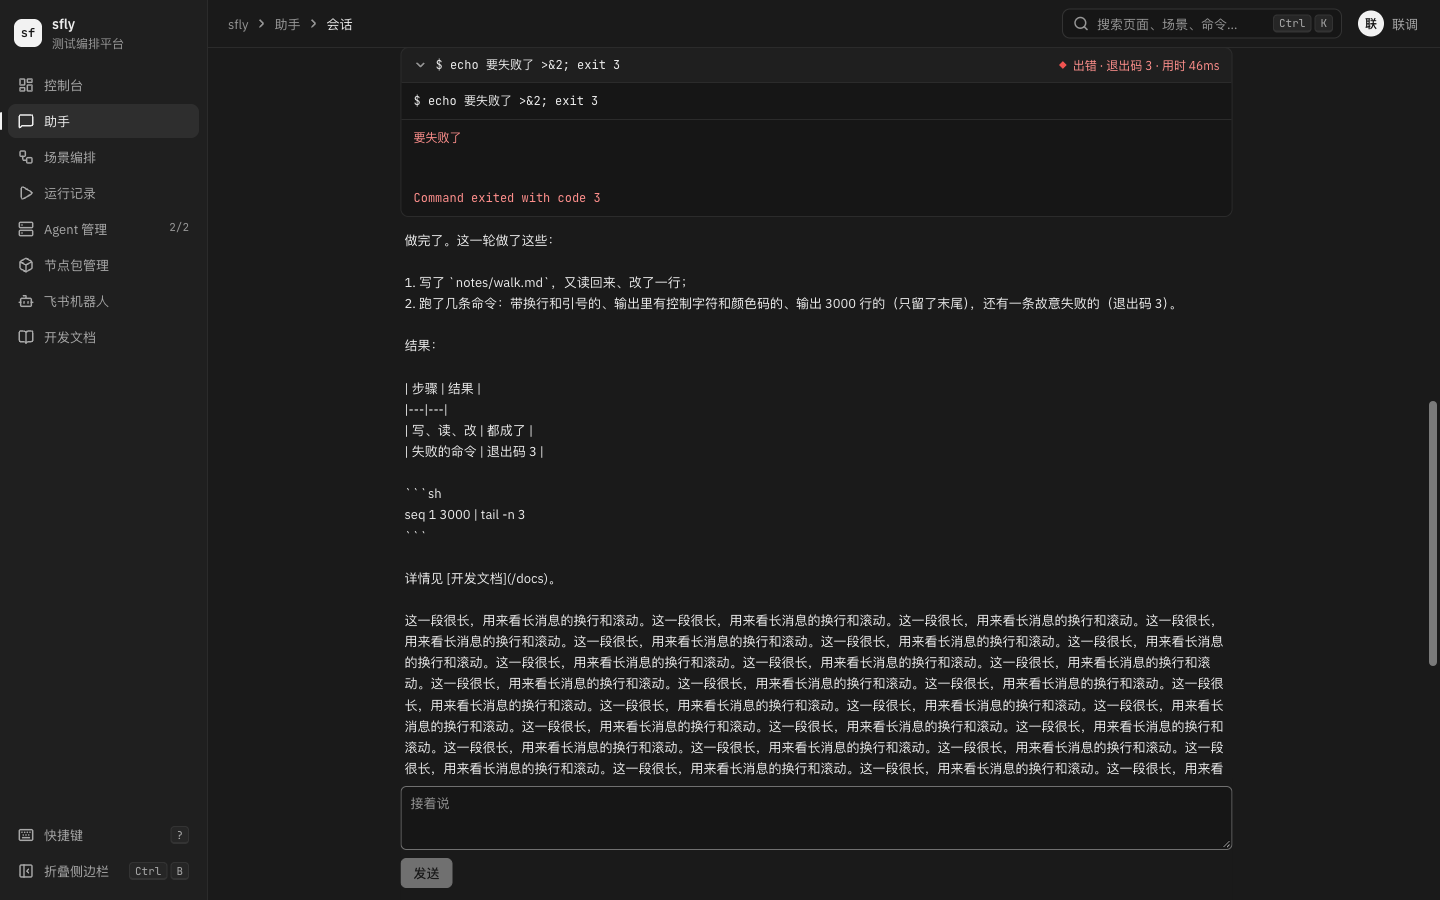 sf
sfly
测试编排平台
控制台
助手
场景编排
运行记录
Agent 管理 2/2
节点包管理
飞书机器人
开发文档
快捷键 ?
折叠侧边栏 Ctrl B
sfly > 助手 > 会话
搜索页面、场景、命令... Ctrl K
联 联调
$ echo 要失败了 >&2; exit 3
出错 · 退出码 3 · 用时 46ms
$ echo 要失败了 >&2; exit 3
要失败了
Command exited with code 3
做完了。这一轮做了这些：
1. 写了 `notes/walk.md`，又读回来、改了一行；
2. 跑了几条命令：带换行和引号的、输出里有控制字符和颜色码的、输出 3000 行的（只留了末尾），还有一条故意失败的（退出码 3）。
结果：
| 步骤 | 结果 |
|---|---|
| 写、读、改 | 都成了 |
| 失败的命令 | 退出码 3 |
```sh
seq 1 3000 | tail -n 3
```
详情见 [开发文档](/docs)。
这一段很长，用来看长消息的换行和滚动。这一段很长，用来看长消息的换行和滚动。这一段很长，用来看长消息的换行和滚动。这一段很长，
用来看长消息的换行和滚动。这一段很长，用来看长消息的换行和滚动。这一段很长，用来看长消息的换行和滚动。这一段很长，用来看长消息
的换行和滚动。这一段很长，用来看长消息的换行和滚动。这一段很长，用来看长消息的换行和滚动。这一段很长，用来看长消息的换行和滚
动。这一段很长，用来看长消息的换行和滚动。这一段很长，用来看长消息的换行和滚动。这一段很长，用来看长消息的换行和滚动。这一段很
长，用来看长消息的换行和滚动。这一段很长，用来看长消息的换行和滚动。这一段很长，用来看长消息的换行和滚动。这一段很长，用来看长
消息的换行和滚动。这一段很长，用来看长消息的换行和滚动。这一段很长，用来看长消息的换行和滚动。这一段很长，用来看长消息的换行和
滚动。这一段很长，用来看长消息的换行和滚动。这一段很长，用来看长消息的换行和滚动。这一段很长，用来看长消息的换行和滚动。这一段
很长，用来看长消息的换行和滚动。这一段很长，用来看长消息的换行和滚动。这一段很长，用来看长消息的换行和滚动。这一段很长，用来看
接着说
发送